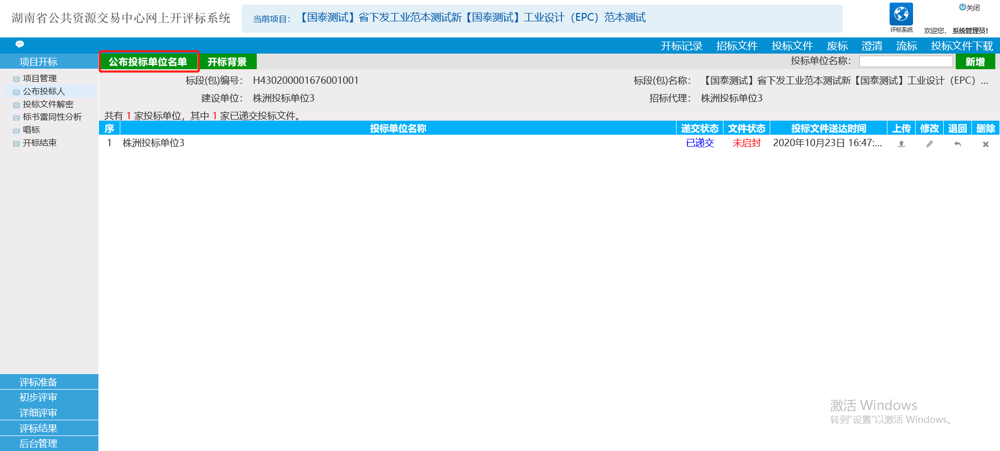 湖南省公共资源交易中心网上开评标系统
当前项目： 【国泰测试】省下发工业范本测试新【国泰测试】工业设计（EPC）范本测试
关闭
评标系统
欢迎您， 系统管理员！
开标记录 招标文件 投标文件 废标 澄清 流标 投标文件下载
项目开标
公布投标单位名单 开标背景
投标单位名称： 新增
项目管理
公布投标人
投标文件解密
标书雷同性分析
唱标
开标结束
标段(包)编号： H430200001676001001
标段(包)名称： 【国泰测试】省下发工业范本测试新【国泰测试】工业设计（EPC）...
建设单位： 株洲投标单位3
招标代理： 株洲投标单位3
共有 1 家投标单位，其中 1 家已递交投标文件。
序 投标单位名称 递交状态 文件状态 投标文件送达时间 上传 修改 退回 删除
1 株洲投标单位3 已递交 未启封 2020年10月23日 16:47:...
评标准备
初步评审
详细评审
评标结果
后台管理
激活 Windows
转到“设置”以激活 Windows。